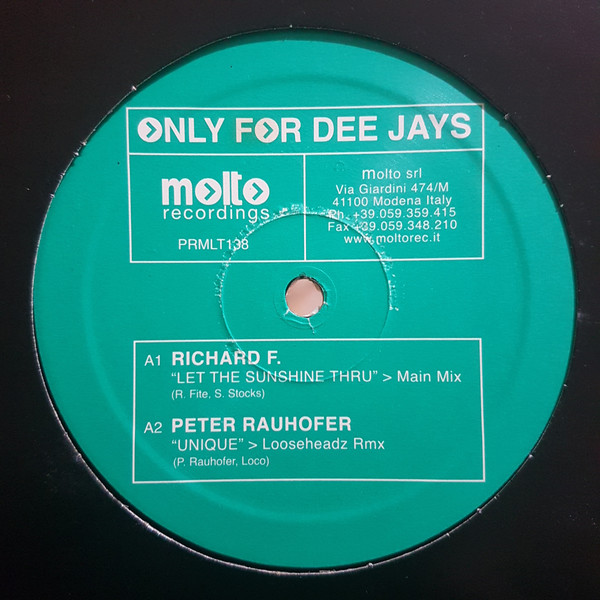 ONLY FOR DEE JAYS
molto
recordings
PRMLT138
molto srl
Via Giardini 474/M
41100 Modena Italy
Ph. +39.059.359.415
Fax +39.059.348.210
www.moltorec.it
A1 RICHARD F.
“LET THE SUNSHINE THRU” > Main Mix
(R. Fite, S. Stocks)
A2 PETER RAUHOFER
“UNIQUE” > Looseheadz Rmx
(P. Rauhofer, Loco)